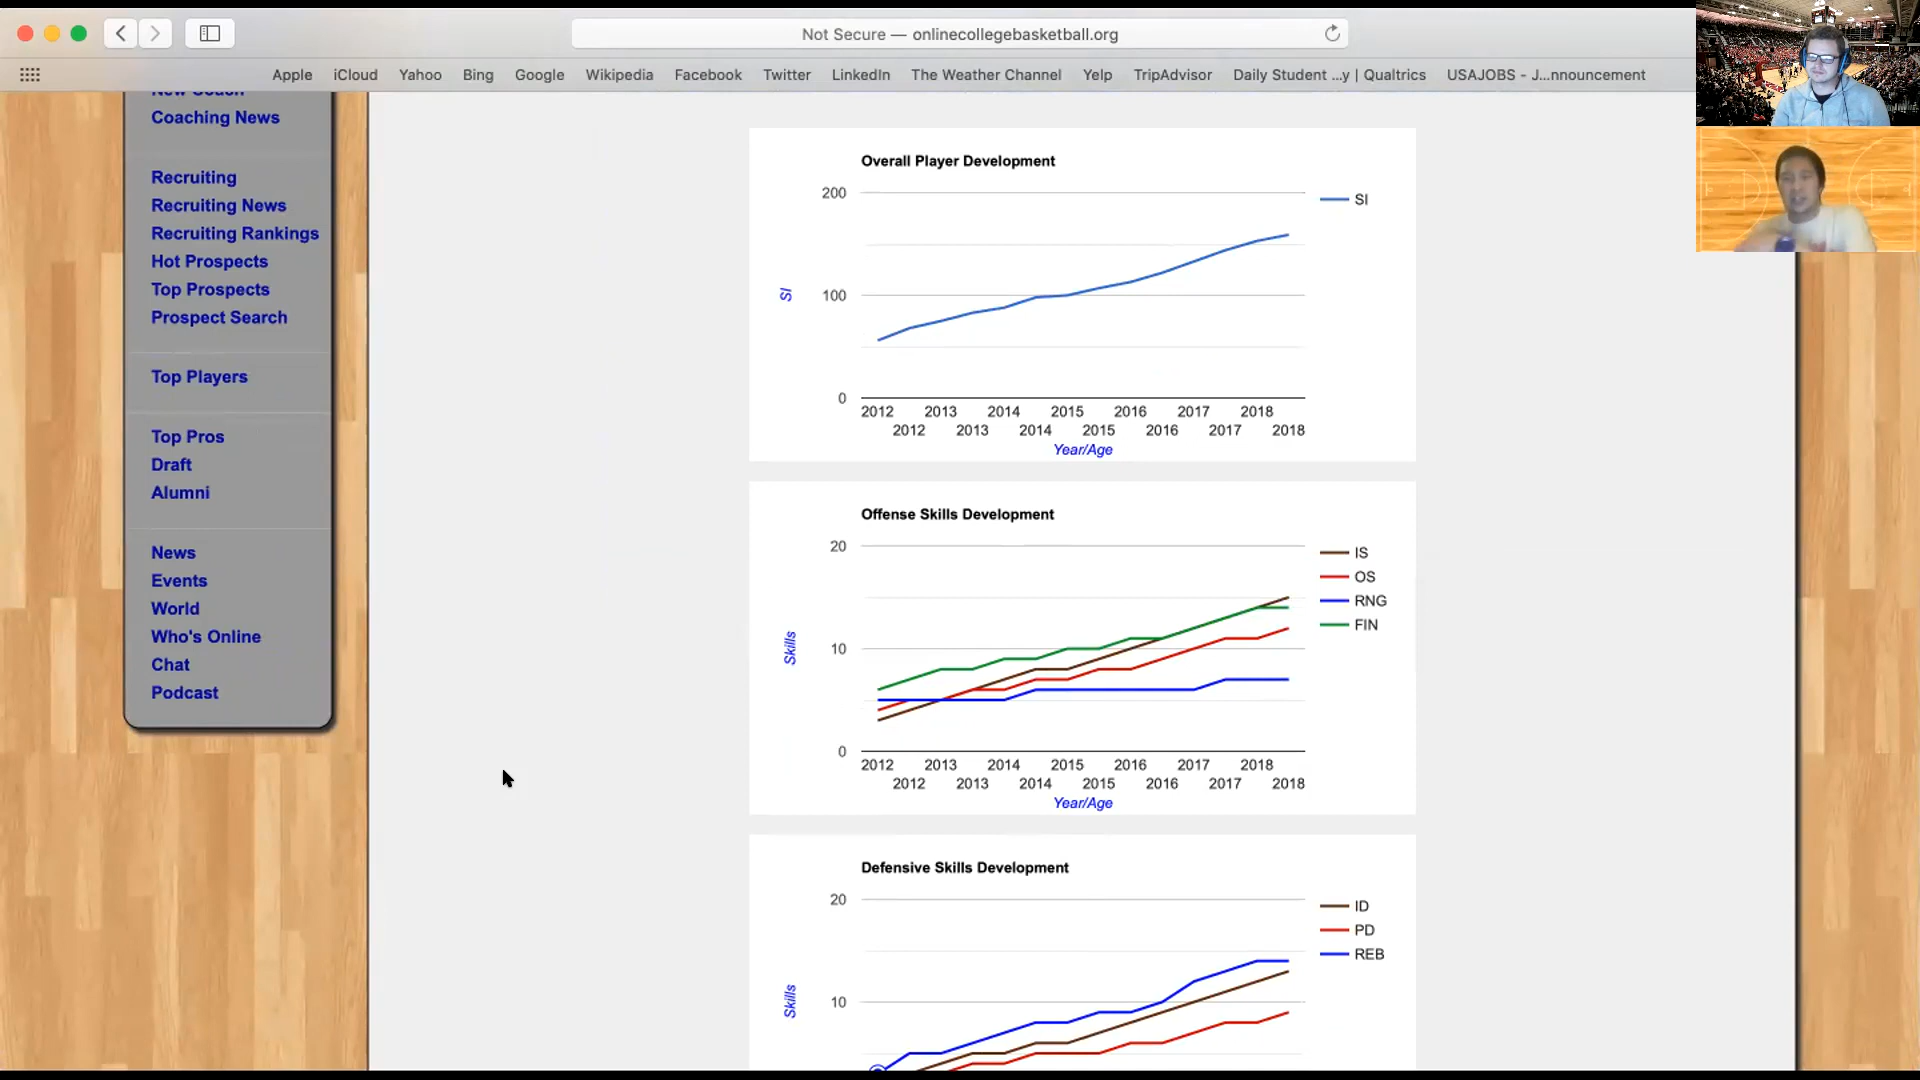 Not Secure — onlinecollegebasketball.org
Apple iCloud Yahoo Bing Google Wikipedia Facebook Twitter LinkedIn The Weather Channel Yelp TripAdvisor Daily Student ...y | Qualtrics USAJOBS - J...nnouncement
New Coach
Coaching News
Recruiting
Recruiting News
Recruiting Rankings
Hot Prospects
Top Prospects
Prospect Search
Top Players
Top Pros
Draft
Alumni
News
Events
World
Who's Online
Chat
Podcast
Overall Player Development
200
100
0
SI
SI
2012 2013 2014 2015 2016 2017 2018
2012 2013 2014 2015 2016 2017 2018
Year/Age
Offense Skills Development
20
10
0
Skills
IS
OS
RNG
FIN
2012 2013 2014 2015 2016 2017 2018
2012 2013 2014 2015 2016 2017 2018
Year/Age
Defensive Skills Development
20
10
Skills
ID
PD
REB